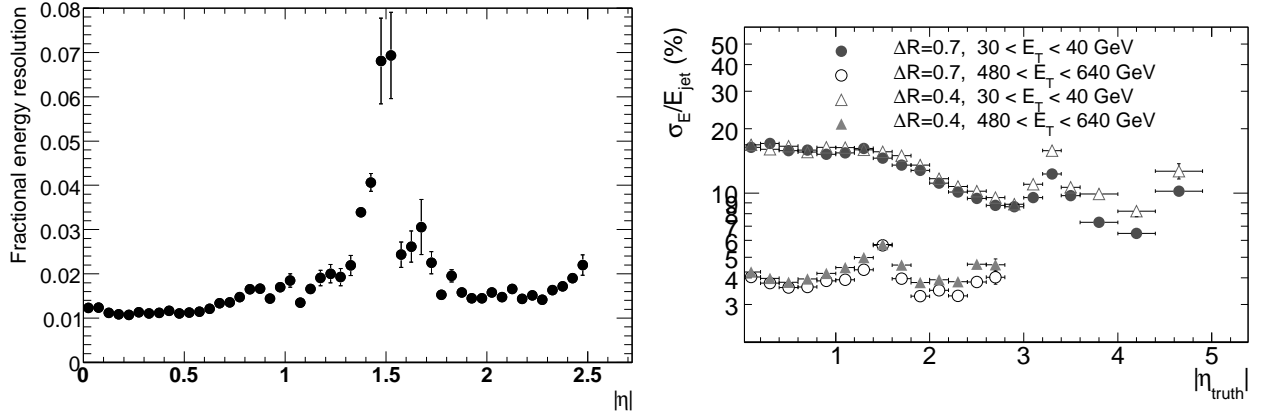 Fractional energy resolution
0.08
0.07
0.06
0.05
0.04
0.03
0.02
0.01
0
0 0.5 1 1.5 2 2.5
|η|
σE/Ejet (%)
50
40
30
20
10
9
8
7
6
5
4
3
ΔR=0.7, 30 < ET < 40 GeV
ΔR=0.7, 480 < ET < 640 GeV
ΔR=0.4, 30 < ET < 40 GeV
ΔR=0.4, 480 < ET < 640 GeV
1 2 3 4 5
|ηtruth|